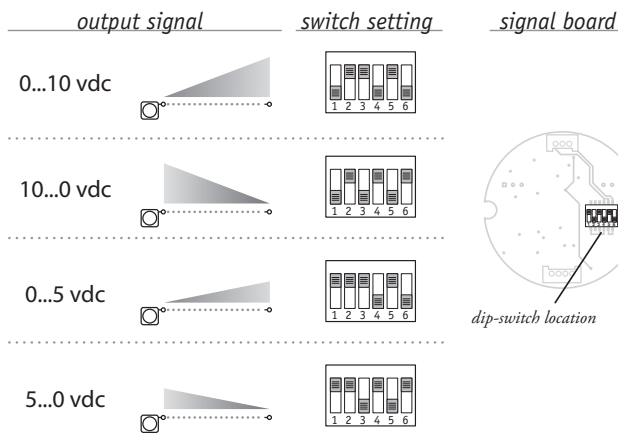 output signal switch setting signal board
0...10 vdc
1 2 3 4 5 6
10...0 vdc
1 2 3 4 5 6
0...5 vdc
1 2 3 4 5 6
dip-switch location
5...0 vdc
1 2 3 4 5 6